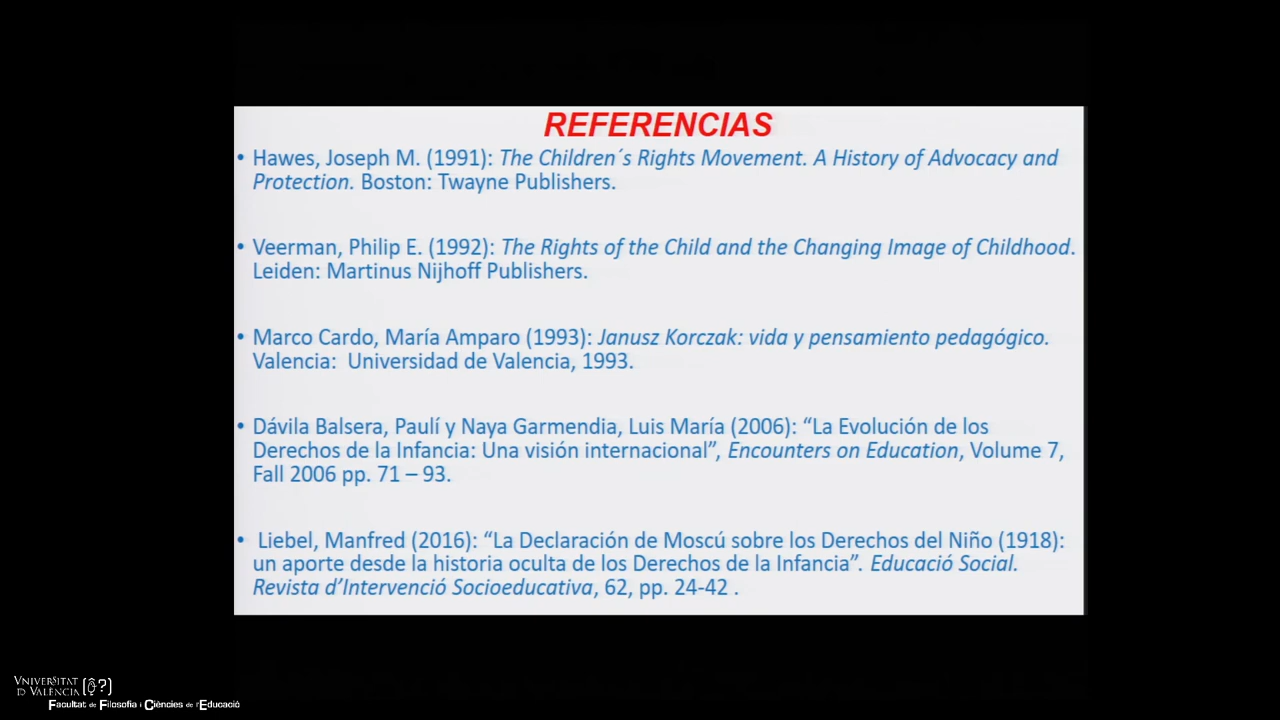 REFERENCIAS
• Hawes, Joseph M. (1991): The Children´s Rights Movement. A History of Advocacy and
Protection. Boston: Twayne Publishers.
• Veerman, Philip E. (1992): The Rights of the Child and the Changing Image of Childhood.
Leiden: Martinus Nijhoff Publishers.
• Marco Cardo, María Amparo (1993): Janusz Korczak: vida y pensamiento pedagógico.
Valencia: Universidad de Valencia, 1993.
• Dávila Balsera, Paulí y Naya Garmendia, Luis María (2006): “La Evolución de los
Derechos de la Infancia: Una visión internacional”, Encounters on Education, Volume 7,
Fall 2006 pp. 71 – 93.
• Liebel, Manfred (2016): “La Declaración de Moscú sobre los Derechos del Niño (1918):
un aporte desde la historia oculta de los Derechos de la Infancia”. Educació Social.
Revista d’Intervenció Socioeducativa, 62, pp. 24-42 .
VNIVERSITAT
D VALÈNCIA
Facultat de Filosofia i Ciències de l'Educació